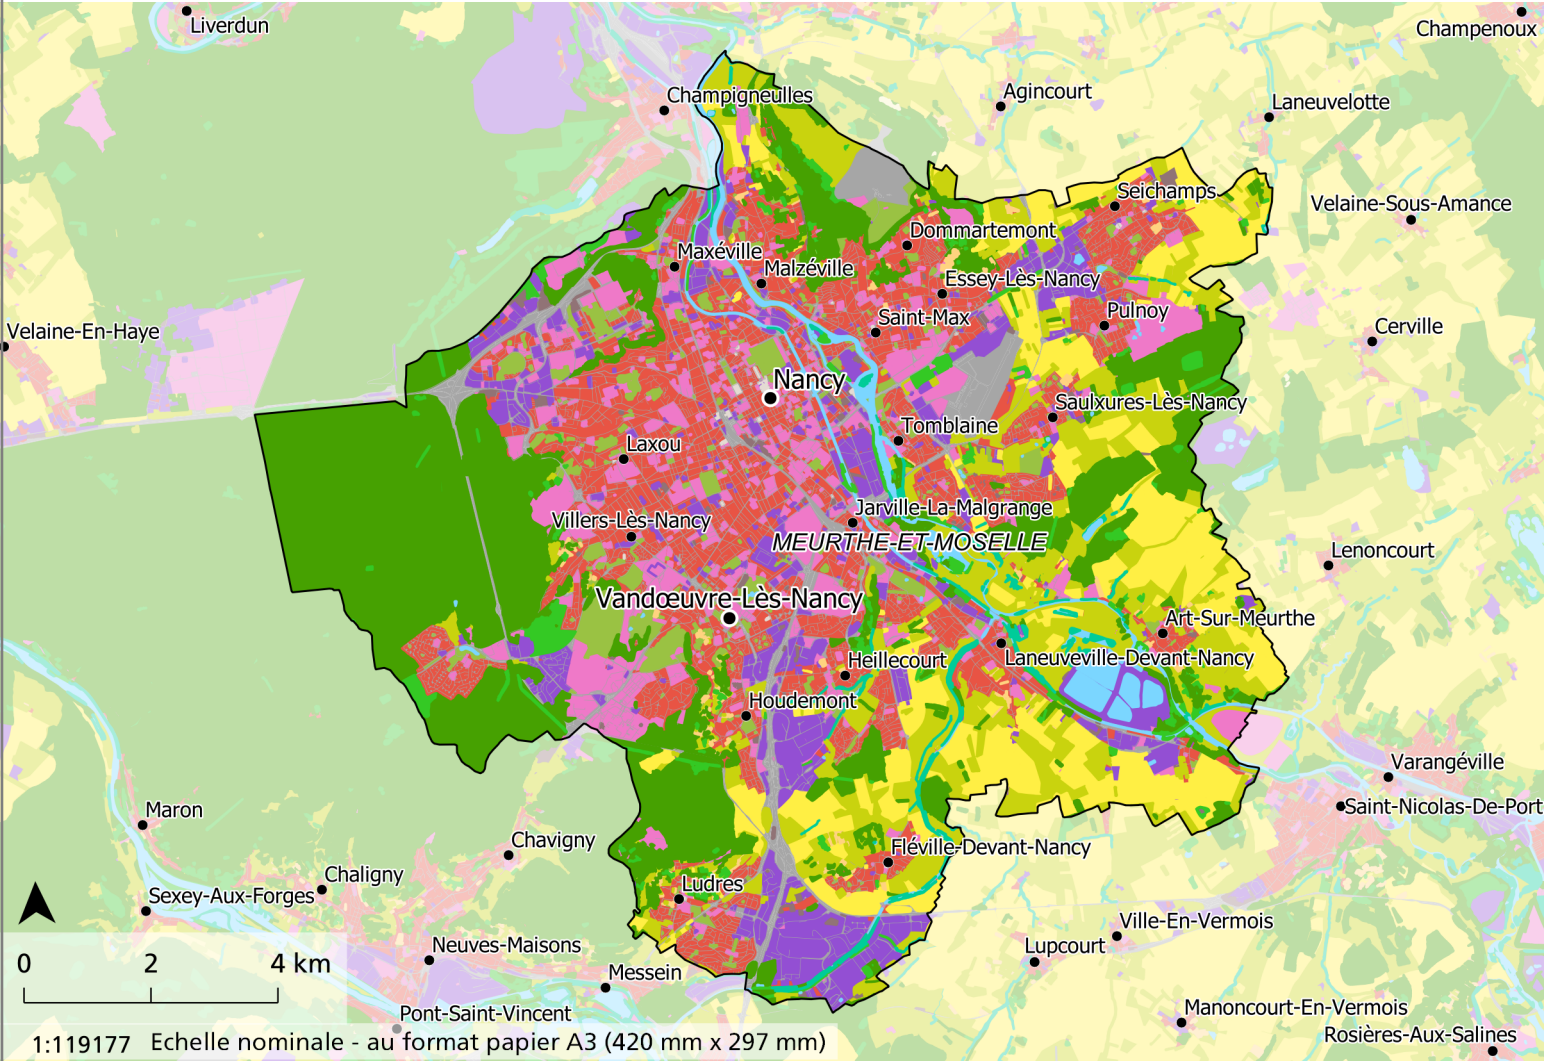 Liverdun
Champenoux
Champigneulles
Agincourt
Laneuvelotte
Seichamps
Velaine-Sous-Amance
Dommartemont
Maxéville
Malzéville
Essey-Lès-Nancy
Saint-Max
Pulnoy
Cerville
Velaine-En-Haye
Nancy
Saulxures-Lès-Nancy
Tomblaine
Laxou
Jarville-La-Malgrange
Villers-Lès-Nancy
MEURTHE-ET-MOSELLE
Lenoncourt
Vandœuvre-Lès-Nancy
Art-Sur-Meurthe
Heillecourt
Laneuveville-Devant-Nancy
Houdemont
Varangéville
Saint-Nicolas-De-Port
Maron
Chavigny
Fléville-Devant-Nancy
Chaligny
Ludres
Sexey-Aux-Forges
Ville-En-Vermois
Neuves-Maisons
Lupcourt
0 2 4 km
Messein
Manoncourt-En-Vermois
Pont-Saint-Vincent
Rosières-Aux-Salines
1:119177 Echelle nominale - au format papier A3 (420 mm x 297 mm)